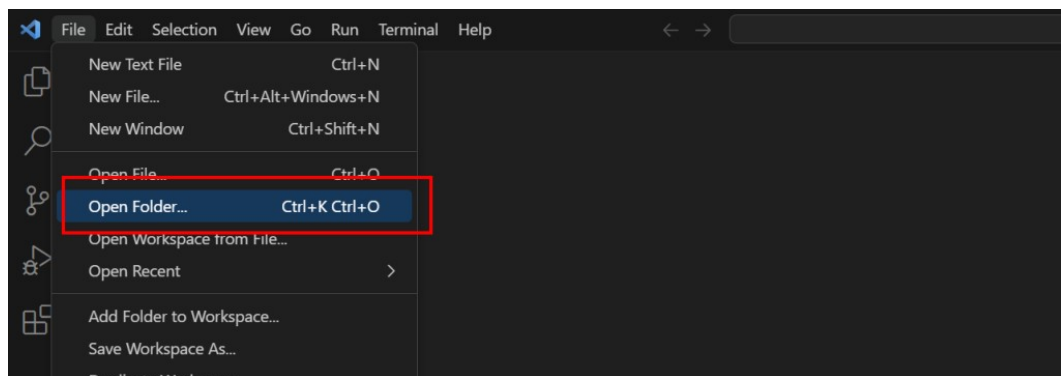 File Edit Selection View Go Run Terminal Help
New Text File Ctrl+N
New File... Ctrl+Alt+Windows+N
New Window Ctrl+Shift+N
Open File... Ctrl+O
Open Folder... Ctrl+K Ctrl+O
Open Workspace from File...
Open Recent
Add Folder to Workspace...
Save Workspace As...